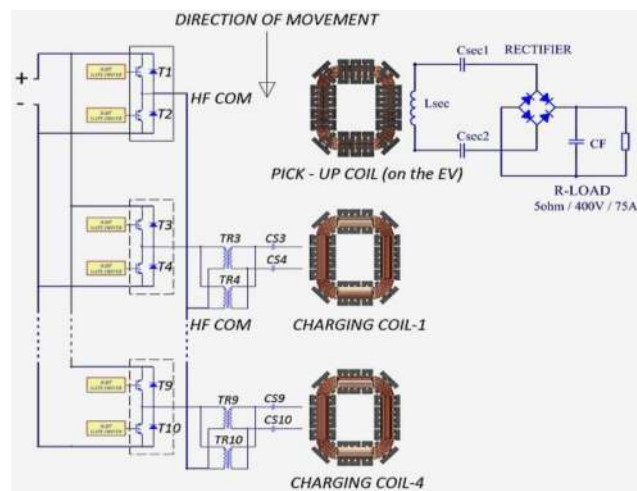 DIRECTION OF MOVEMENT
+
-
T1
T2
HF COM
Csec1
RECTIFIER
Lsec
Csec2
CF
PICK - UP COIL (on the EV)
R-LOAD
5ohm / 400V / 75A
T3
T4
TR3
CS3
CS4
TR4
HF COM
CHARGING COIL-1
T9
T10
TR9
CS9
CS10
TR10
CHARGING COIL-4